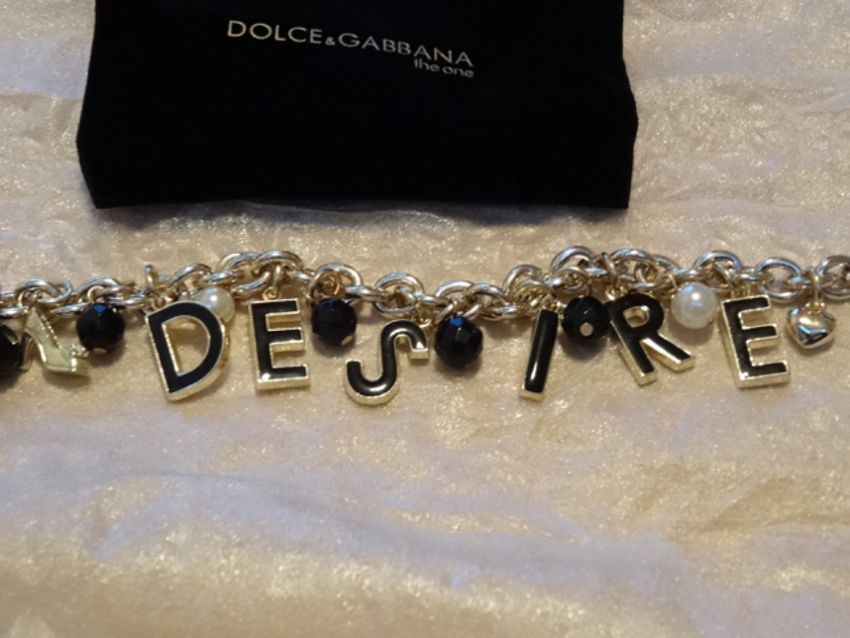 DOLCE&GABBANA
the one
DESIRE